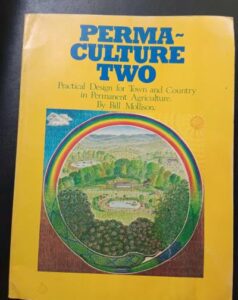 PERMA-
CULTURE
TWO
Practical Design for Town and Country
in Permanent Agriculture.
By Bill Mollison.